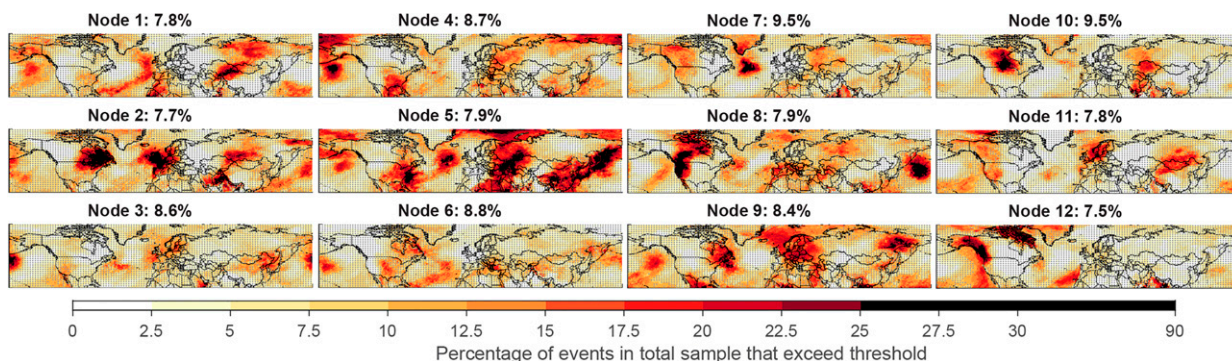 Node 1: 7.8%
Node 4: 8.7%
Node 7: 9.5%
Node 10: 9.5%
Node 2: 7.7%
Node 5: 7.9%
Node 8: 7.9%
Node 11: 7.8%
Node 3: 8.6%
Node 6: 8.8%
Node 9: 8.4%
Node 12: 7.5%
0 2.5 5 7.5 10 12.5 15 17.5 20 22.5 25 27.5 30 90
Percentage of events in total sample that exceed threshold